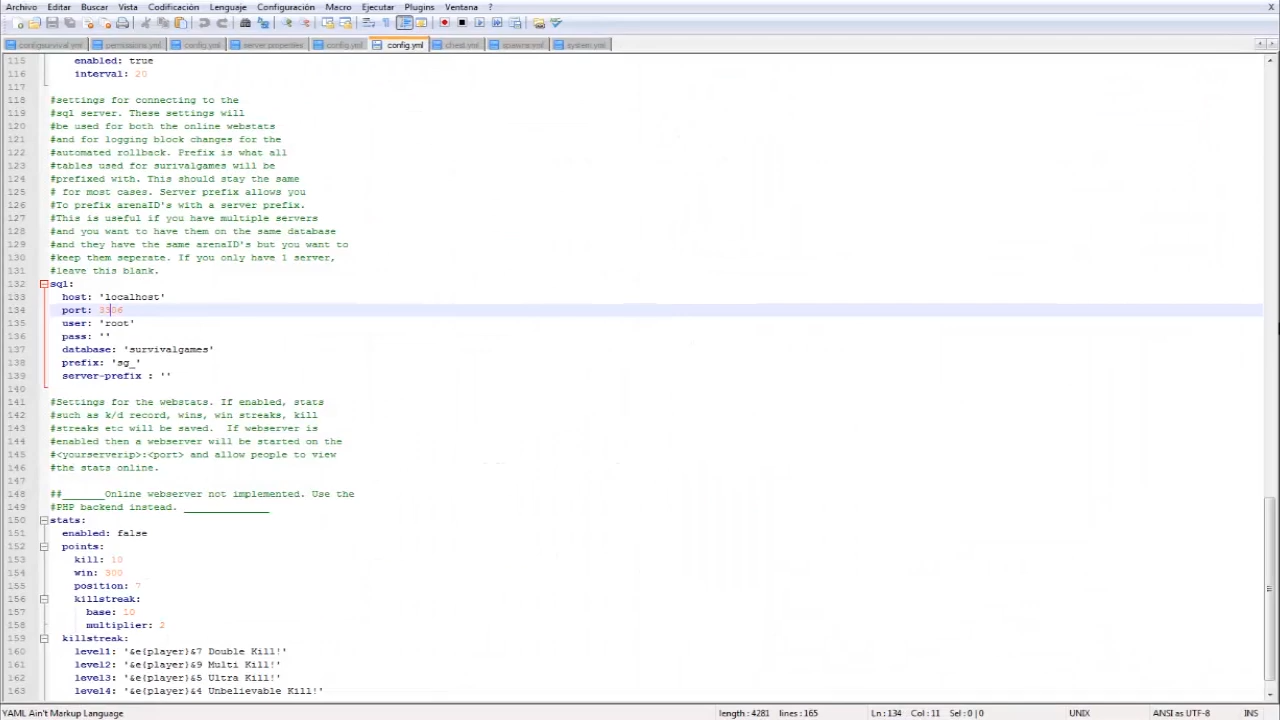 Archivo Editar Buscar Vista Codificación Lenguaje Configuración Macro Ejecutar Plugins Ventana ? X
configsurvival.yml permissions.yml config.yml server.properties config.yml config.yml chest.yml spawns.yml system.yml
115 enabled: true
116 interval: 20
117
118 #settings for connecting to the
119 #sql server. These settings will
120 #be used for both the online webstats
121 #and for logging block changes for the
122 #automated rollback. Prefix is what all
123 #tables used for surivalgames will be
124 #prefixed with. This should stay the same
125 # for most cases. Server prefix allows you
126 #To prefix arenaID's with a server prefix.
127 #This is useful if you have multiple servers
128 #and you want to have them on the same database
129 #and they have the same arenaID's but you want to
130 #keep them seperate. If you only have 1 server,
131 #leave this blank.
132 sql:
133 host: 'localhost'
134 port: 3306
135 user: 'root'
136 pass: ''
137 database: 'survivalgames'
138 prefix: 'sg_'
139 server-prefix : ''
140
141 #Settings for the webstats. If enabled, stats
142 #such as k/d record, wins, win streaks, kill
143 #streaks etc will be saved.  If webserver is
144 #enabled then a webserver will be started on the
145 #<yourserverip>:<port> and allow people to view
146 #the stats online.
147
148 ##_______Online webserver not implemented. Use the
149 #PHP backend instead. ______________
150 stats:
151 enabled: false
152 points:
153 kill: 10
154 win: 300
155 position: 7
156 killstreak:
157 base: 10
158 multiplier: 2
159 killstreak:
160 level1: '&e{player}&7 Double Kill!'
161 level2: '&e{player}&9 Multi Kill!'
162 level3: '&e{player}&5 Ultra Kill!'
163 level4: '&e{player}&4 Unbelievable Kill!'
YAML Ain't Markup Language length : 4281 lines : 165 Ln : 134 Col : 11 Sel : 0 | 0 UNIX ANSI as UTF-8 INS